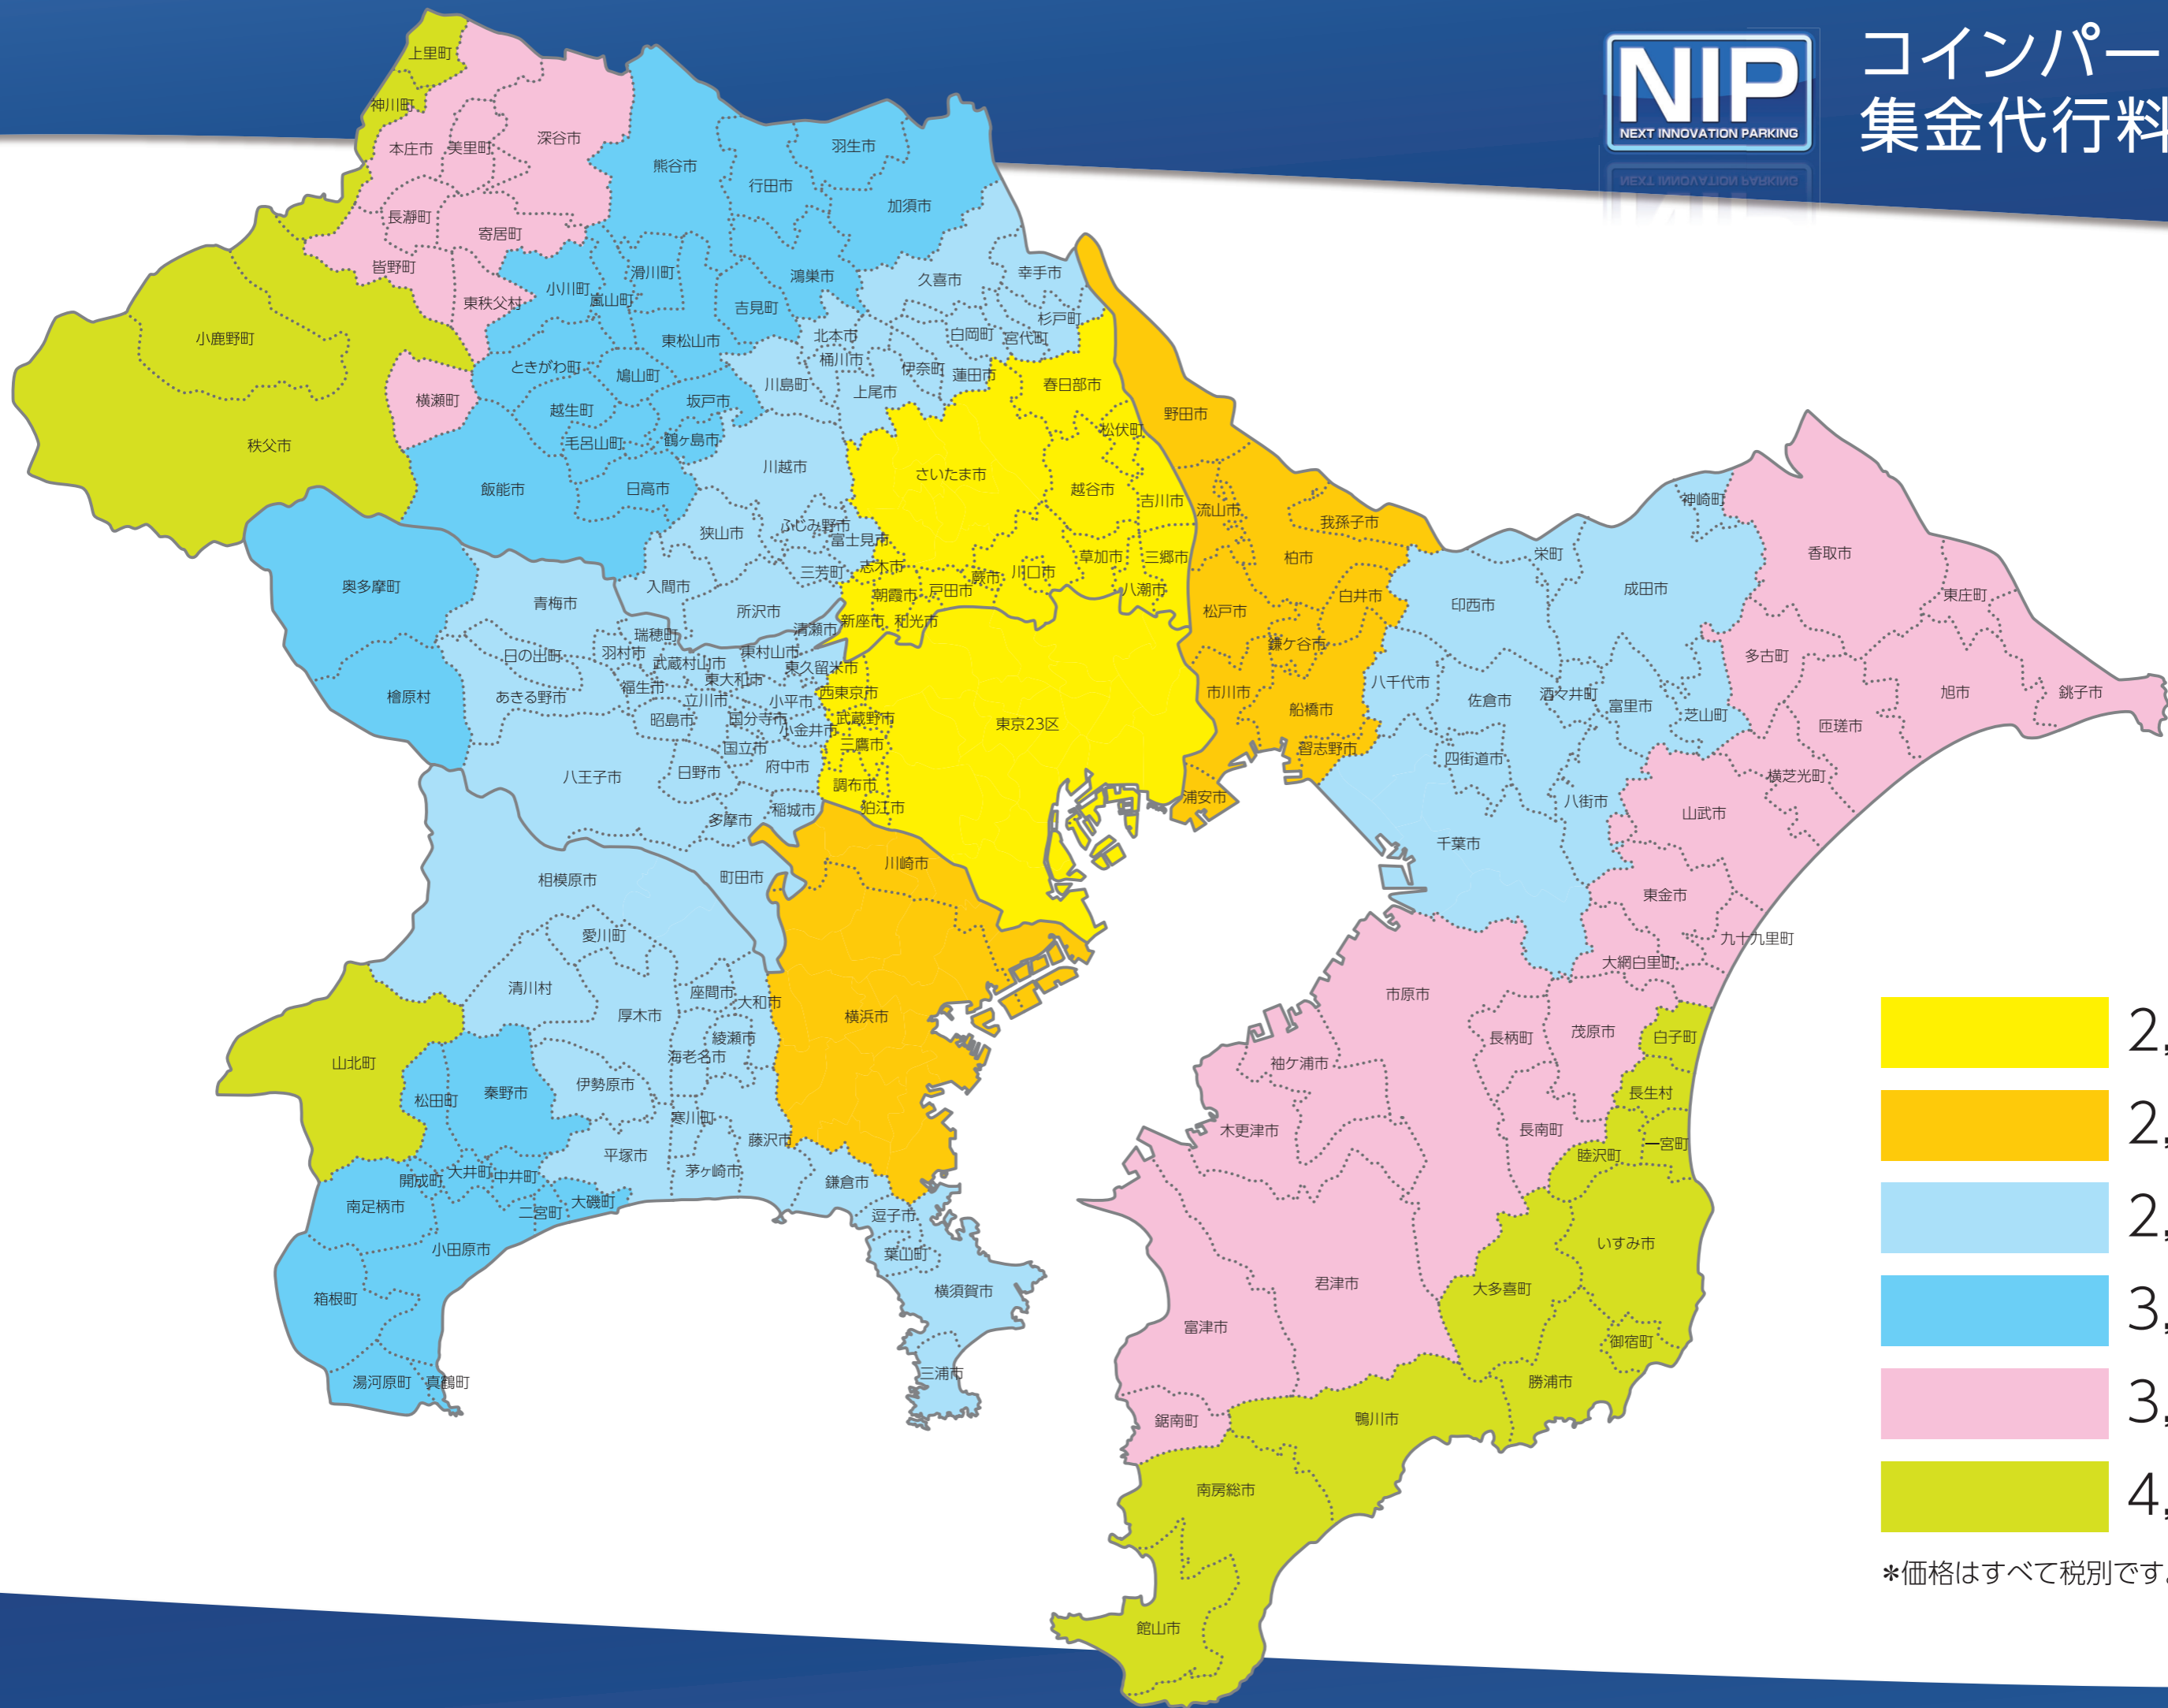 コインパー
集金代行料
NIP
NEXT INNOVATION PARKING
上里町
神川町
本庄市
美里町
深谷市
熊谷市
行田市
羽生市
加須市
長瀞町
寄居町
皆野町
東秩父村
小川町
嵐山町
滑川町
吉見町
鴻巣市
久喜市
幸手市
杉戸町
小鹿野町
東松山市
北本市
白岡町
宮代町
ときがわ町
鳩山町
桶川市
伊奈町
蓮田市
春日部市
横瀬町
越生町
坂戸市
川島町
上尾市
野田市
秩父市
毛呂山町
鶴ヶ島市
松伏町
飯能市
日高市
川越市
さいたま市
越谷市
吉川市
流山市
我孫子市
神崎町
狭山市
ふじみ野市
富士見市
草加市
三郷市
柏市
栄町
香取市
奥多摩町
青梅市
入間市
三芳町
志木市
蕨市
川口市
八潮市
朝霞市
戸田市
白井市
印西市
成田市
東庄町
所沢市
清瀬市
新座市
和光市
松戸市
瑞穂町
羽村市
日の出町
武蔵村山市
東村山市
東久留米市
鎌ケ谷市
多古町
檜原村
あきる野市
福生市
東大和市
立川市
小平市
西東京市
市川市
八千代市
佐倉市
酒々井町
富里市
芝山町
旭市
銚子市
昭島市
国分寺市
小金井市
武蔵野市
東京23区
船橋市
匝瑳市
八王子市
日野市
国立市
府中市
三鷹市
習志野市
四街道市
横芝光町
調布市
狛江市
浦安市
八街市
山武市
多摩市
稲城市
千葉市
相模原市
町田市
川崎市
東金市
愛川町
九十九里町
大網白里町
清川村
座間市
大和市
市原市
厚木市
横浜市
綾瀬市
海老名市
長柄町
茂原市
白子町
山北町
袖ケ浦市
松田町
秦野市
伊勢原市
長生村
寒川町
木更津市
長南町
一宮町
藤沢市
睦沢町
平塚市
茅ヶ崎市
開成町
大井町
中井町
鎌倉市
南足柄市
二宮町
大磯町
逗子市
小田原市
葉山町
いすみ市
箱根町
横須賀市
君津市
大多喜町
富津市
御宿町
湯河原町
真鶴町
三浦市
勝浦市
鋸南町
鴨川市
南房総市
館山市
2,
2,
2,
3,
3,
4,
*価格はすべて税別です。